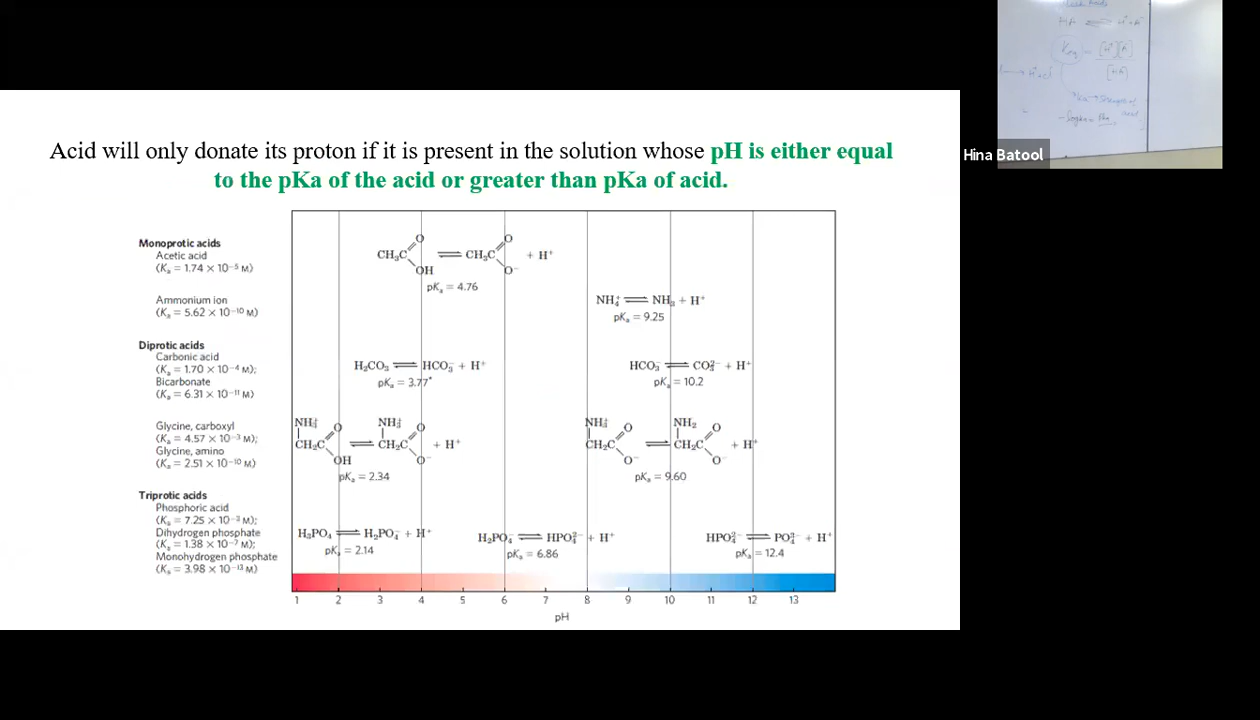 Acid will only donate its proton if it is present in the solution whose pH is either equal
to the pKa of the acid or greater than pKa of acid.
Hina Batool
Monoprotic acids
Acetic acid
(Kₐ = 1.74 × 10⁻⁵ M)
Ammonium ion
(Kₐ = 5.62 × 10⁻¹⁰ M)
Diprotic acids
Carbonic acid
(Kₐ = 1.70 × 10⁻⁴ M);
Bicarbonate
(Kₐ = 6.31 × 10⁻¹¹ M)
Glycine, carboxyl
(Kₐ = 4.57 × 10⁻³ M);
Glycine, amino
(Kₐ = 2.51 × 10⁻¹⁰ M)
Triprotic acids
Phosphoric acid
(Kₐ = 7.25 × 10⁻³ M);
Dihydrogen phosphate
(Kₐ = 1.38 × 10⁻⁷ M);
Monohydrogen phosphate
(Kₐ = 3.98 × 10⁻¹³ M)
CH₃C O OH ⇌ CH₃C O O⁻ + H⁺
pKₐ = 4.76
NH₄⁺ ⇌ NH₃ + H⁺
pKₐ = 9.25
H₂CO₃ ⇌ HCO₃⁻ + H⁺
pKₐ = 3.77*
HCO₃⁻ ⇌ CO₃²⁻ + H⁺
pKₐ = 10.2
NH₃⁺ CH₂C O OH ⇌ NH₃⁺ CH₂C O O⁻ + H⁺
pKₐ = 2.34
NH₃⁺ CH₂C O O⁻ ⇌ NH₂ CH₂C O O⁻ + H⁺
pKₐ = 9.60
H₃PO₄ ⇌ H₂PO₄⁻ + H⁺
pKₐ = 2.14
H₂PO₄⁻ ⇌ HPO₄²⁻ + H⁺
pKₐ = 6.86
HPO₄²⁻ ⇌ PO₄³⁻ + H⁺
pKₐ = 12.4
1 2 3 4 5 6 7 8 9 10 11 12 13
pH